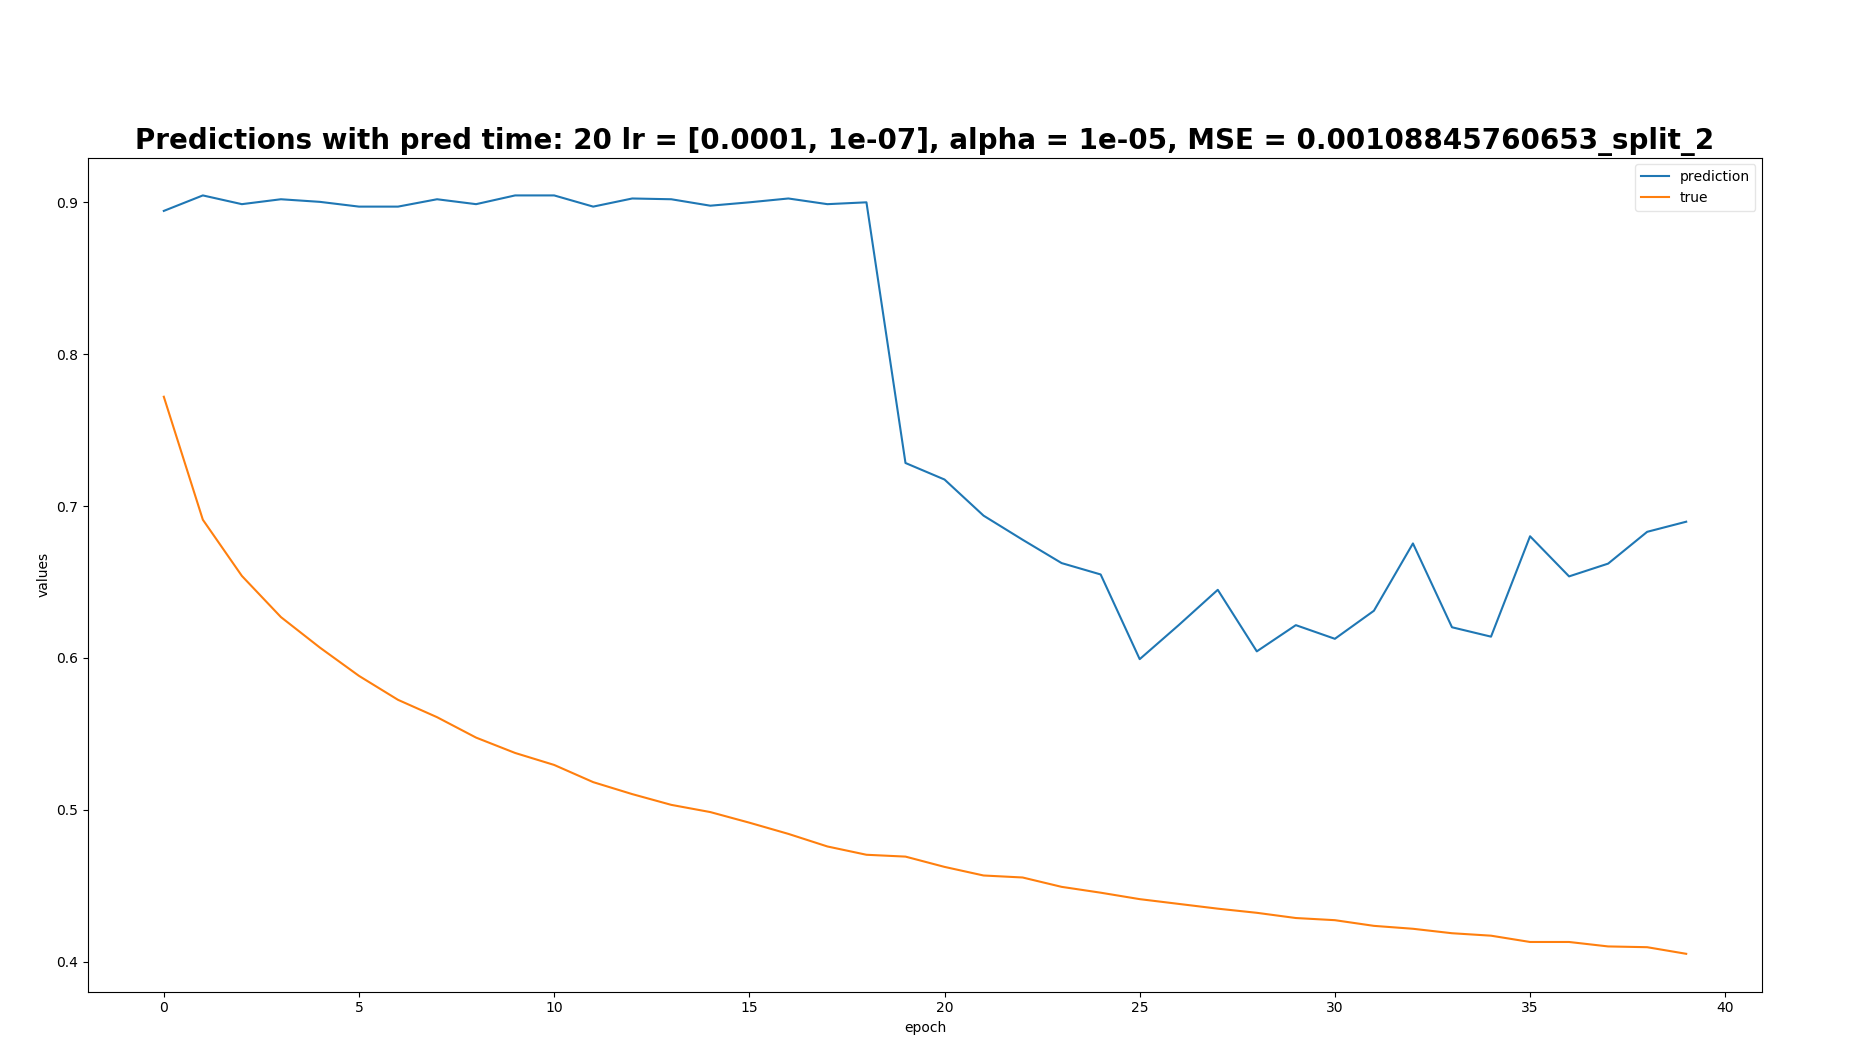 Predictions with pred time: 20 lr = [0.0001, 1e-07], alpha = 1e-05, MSE = 0.00108845760653_split_2
prediction
true
0.9
0.8
0.7
0.6
0.5
0.4
values
0 5 10 15 20 25 30 35 40
epoch